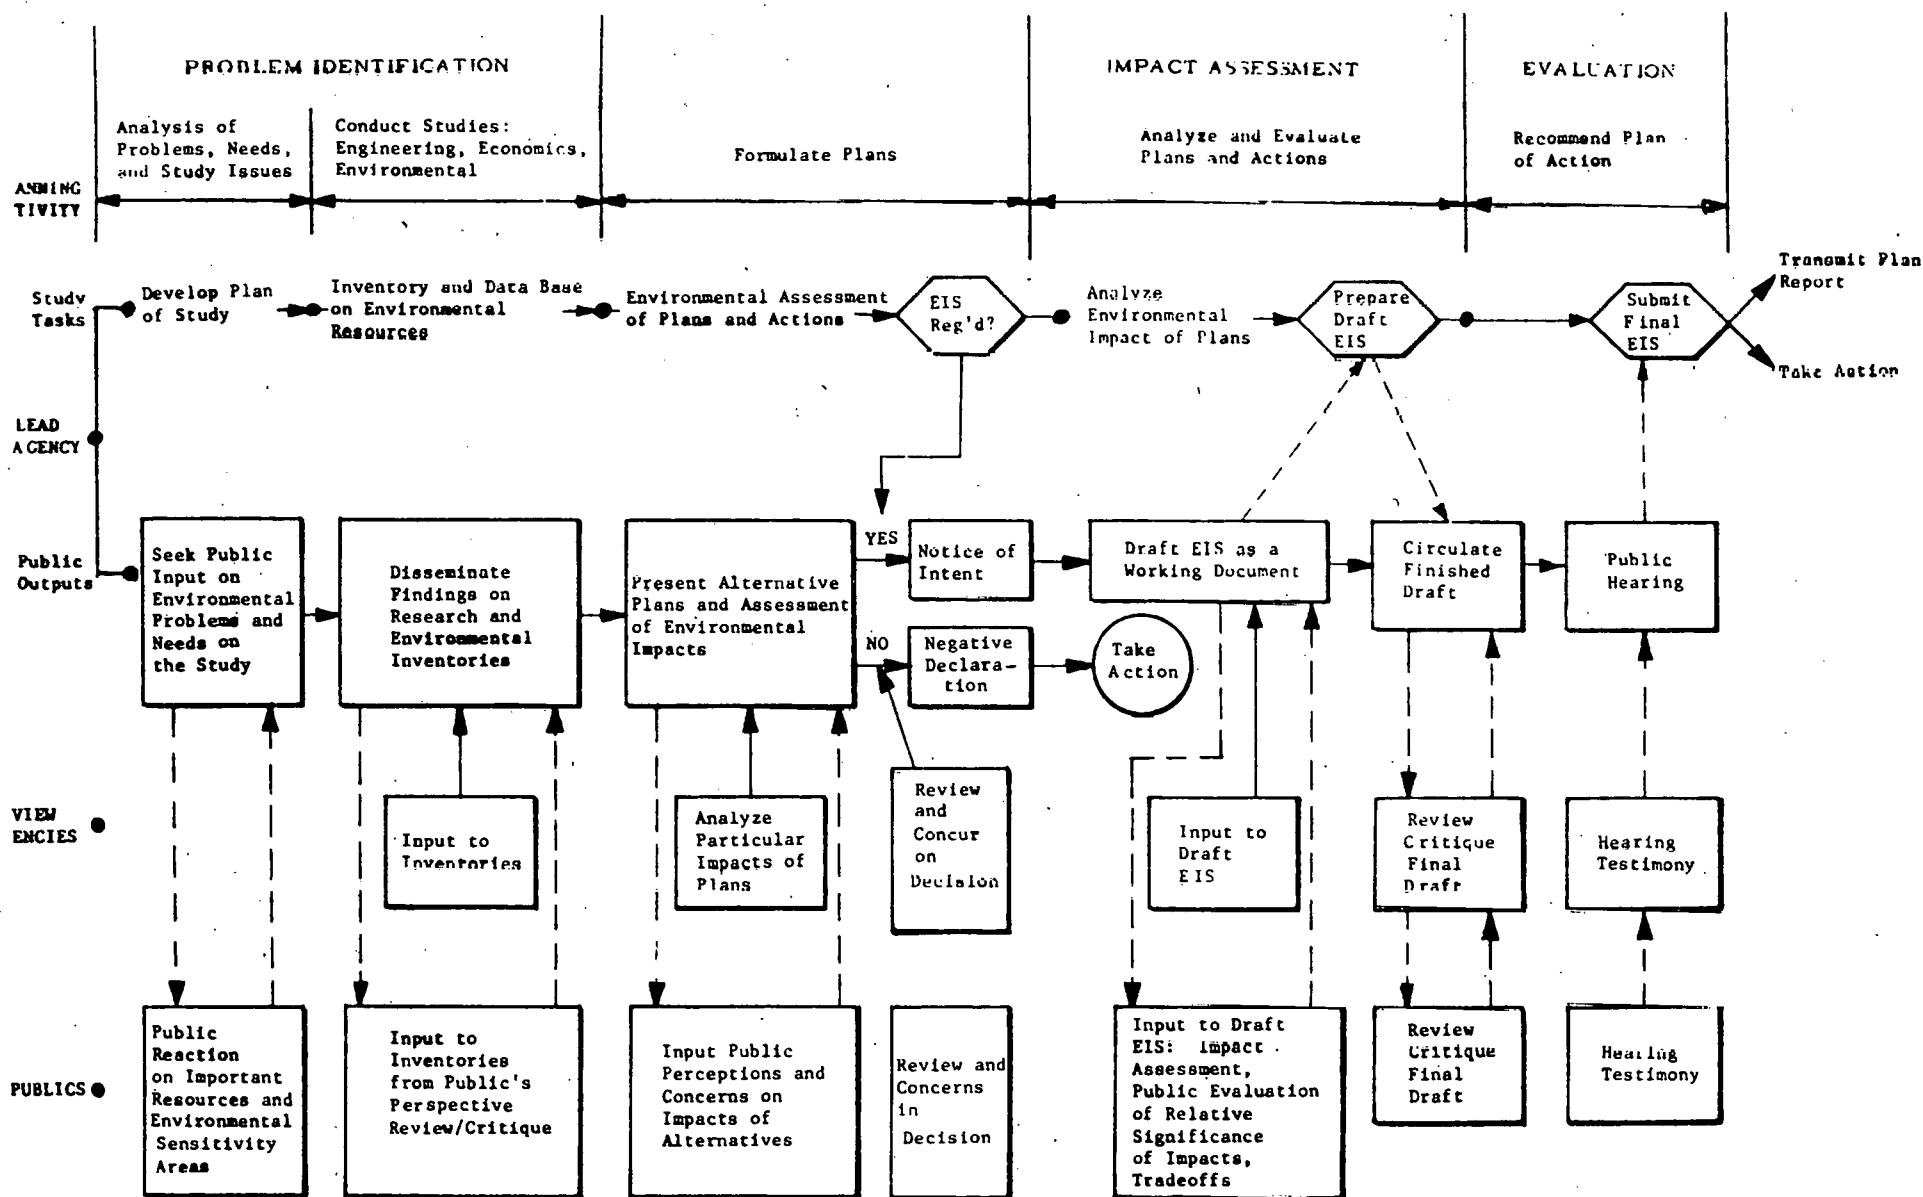 PROBLEM IDENTIFICATION
IMPACT ASSESSMENT
EVALUATION
Analysis of
Problems, Needs,
and Study Issues
Conduct Studies:
Engineering, Economics,
Environmental
Formulate Plans
Analyze and Evaluate
Plans and Actions
Recommend Plan
of Action
ANNING
TIVITY
Study
Tasks
Develop Plan
of Study
Inventory and Data Base
on Environmental
Resources
Environmental Assessment
of Plans and Actions
EIS
Reg'd?
Analyze
Environmental
Impact of Plans
Prepare
Draft
EIS
Submit
Final
EIS
Transmit Plan
Report
Take Action
LEAD
AGENCY
Public
Outputs
Seek Public
Input on
Environmental
Problems and
Needs on
the Study
Disseminate
Findings on
Research and
Environmental
Inventories
Present Alternative
Plans and Assessment
of Environmental
Impacts
YES
Notice of
Intent
NO
Negative
Declara-
tion
Take
Action
Draft EIS as a
Working Document
Circulate
Finished
Draft
Public
Hearing
VIEW
ENCIES
Input to
Inventories
Analyze
Particular
Impacts of
Plans
Review
and
Concur
on
Decision
Input to
Draft
EIS
Review
Critique
Final
Draft
Hearing
Testimony
PUBLICS
Public
Reaction
on Important
Resources and
Environmental
Sensitivity
Areas
Input to
Inventories
from Public's
Perspective
Review/Critique
Input Public
Perceptions and
Concerns on
Impacts of
Alternatives
Review and
Concerns in
Decision
Input to Draft
EIS: Impact
Assessment,
Public Evaluation
of Relative
Significance
of Impacts,
Tradeoffs
Review
Critique
Final
Draft
Hearing
Testimony